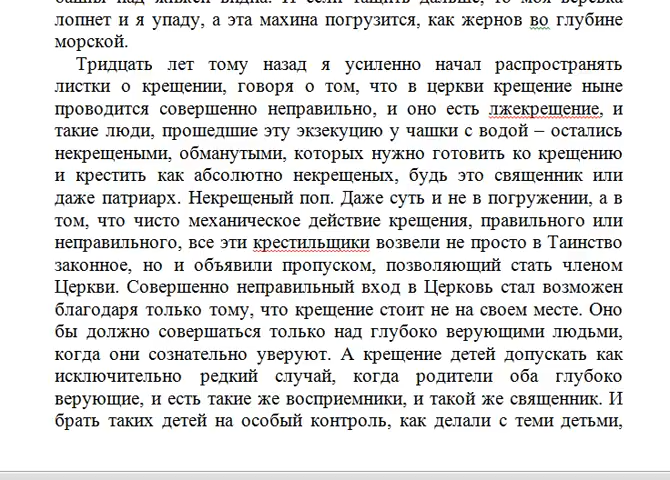 лопнет и я упаду, а эта махина погрузится, как жернов во глубине
морской.
Тридцать лет тому назад я усиленно начал распространять
листки о крещении, говоря о том, что в церкви крещение ныне
проводится совершенно неправильно, и оно есть лжекрещение, и
такие люди, прошедшие эту экзекуцию у чашки с водой – остались
некрещеными, обманутыми, которых нужно готовить ко крещению
и крестить как абсолютно некрещеных, будь это священник или
даже патриарх. Некрещеный поп. Даже суть и не в погружении, а в
том, что чисто механическое действие крещения, правильного или
неправильного, все эти крестильщики возвели не просто в Таинство
законное, но и объявили пропуском, позволяющий стать членом
Церкви. Совершенно неправильный вход в Церковь стал возможен
благодаря только тому, что крещение стоит не на своем месте. Оно
бы должно совершаться только над глубоко верующими людьми,
когда они сознательно уверуют. А крещение детей допускать как
исключительно редкий случай, когда родители оба глубоко
верующие, и есть такие же восприемники, и такой же священник. И
брать таких детей на особый контроль, как делали с теми детьми,